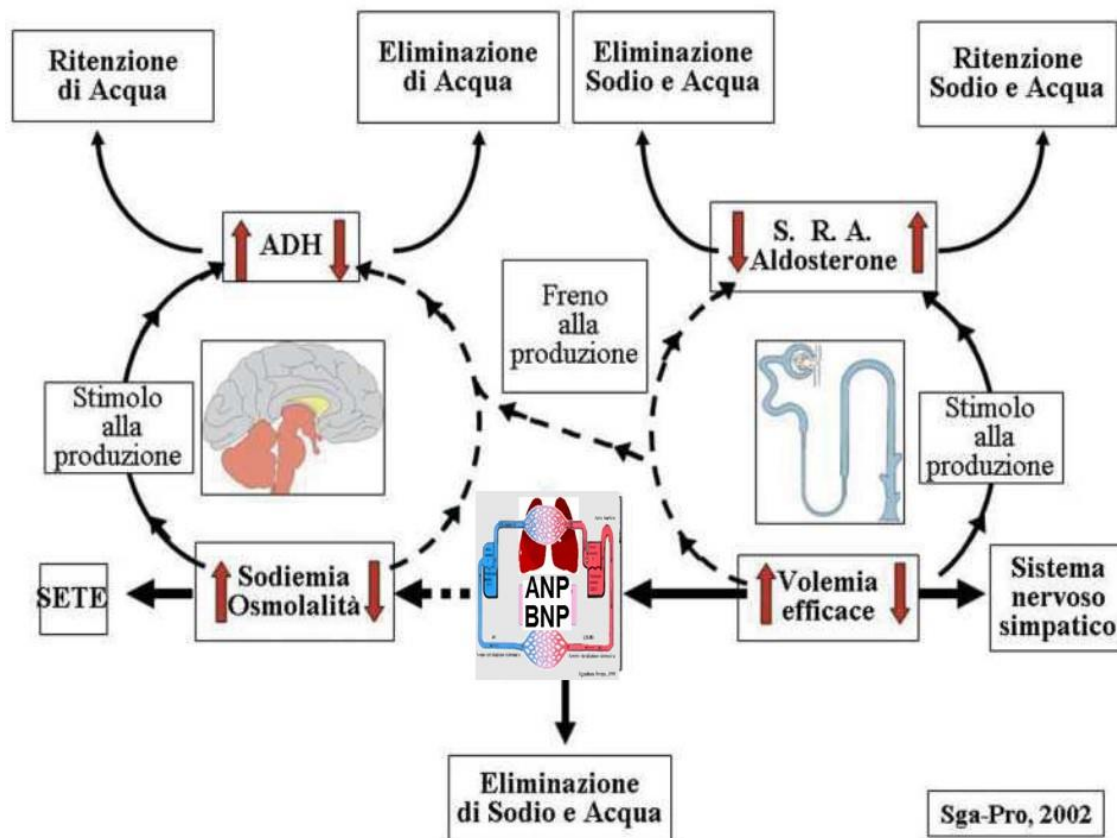 Ritenzione
di Acqua
Eliminazione
di Acqua
Eliminazione
Sodio e Acqua
Ritenzione
Sodio e Acqua
ADH
S. R. A.
Aldosterone
Freno
alla
produzione
Stimolo
alla
produzione
Stimolo
alla
produzione
SETE
Sodiemia
Osmolalità
ANP
BNP
Volemia
efficace
Sistema
nervoso
simpatico
Eliminazione
di Sodio e Acqua
Sga-Pro, 2002